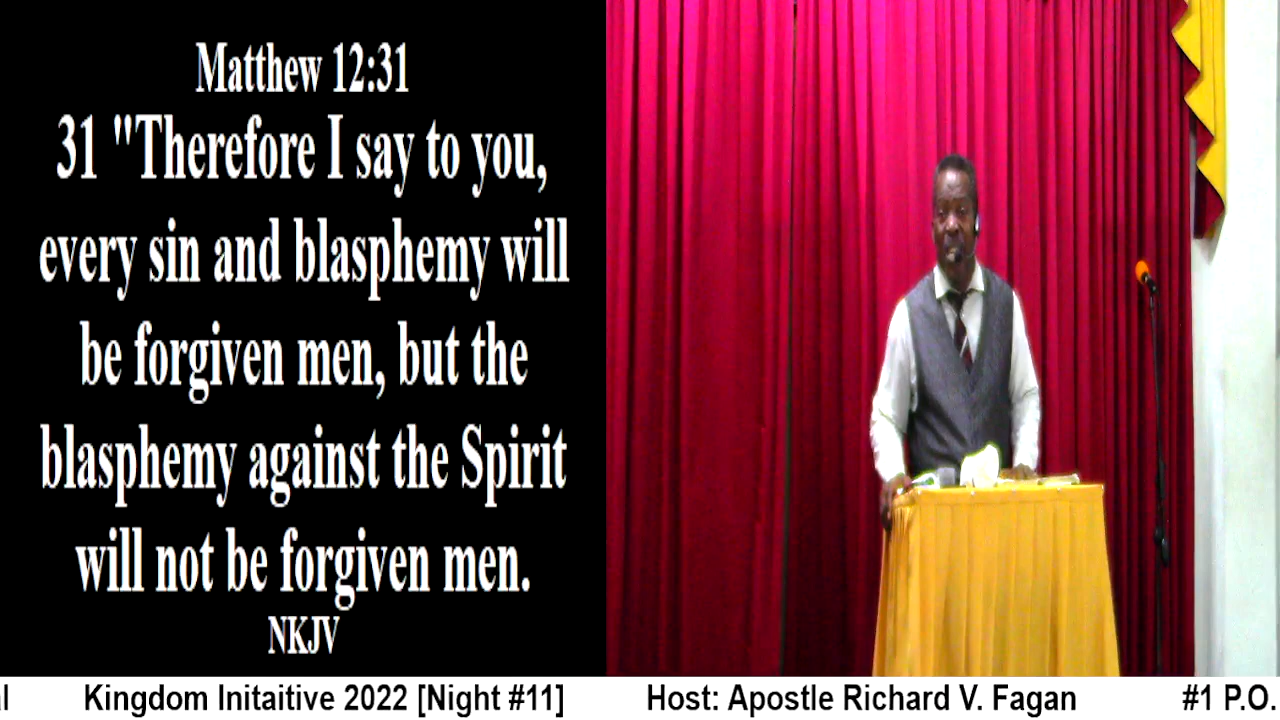 Matthew 12:31
31 "Therefore I say to you,
every sin and blasphemy will
be forgiven men, but the
blasphemy against the Spirit
will not be forgiven men.
NKJV
Kingdom Initaitive 2022 [Night #11] Host: Apostle Richard V. Fagan #1 P.O.